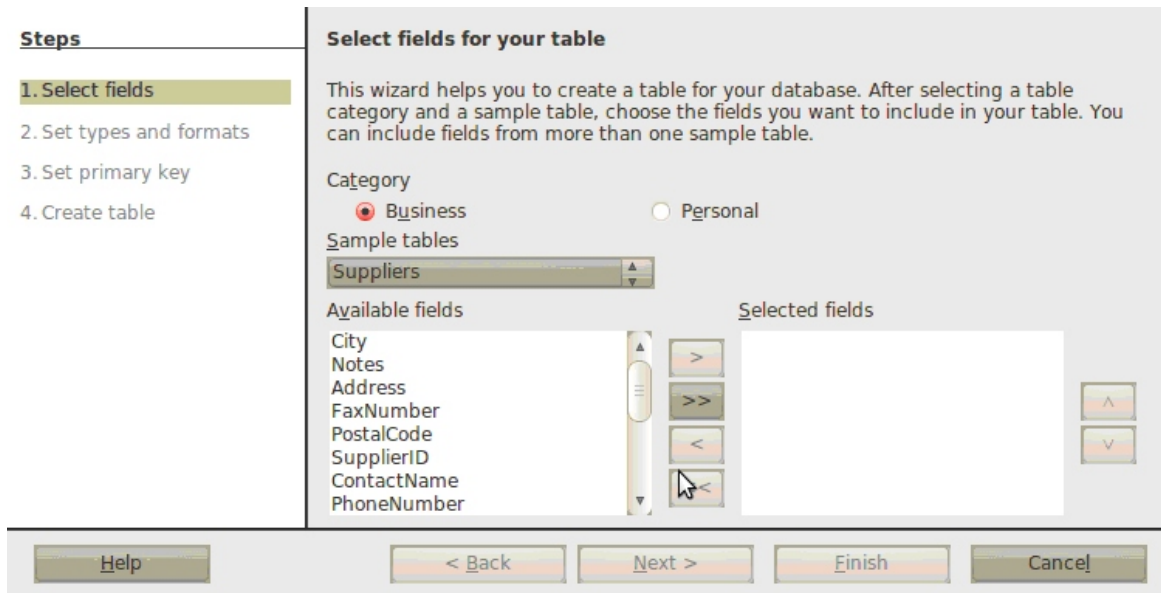 Steps
1. Select fields
2. Set types and formats
3. Set primary key
4. Create table
Select fields for your table
This wizard helps you to create a table for your database. After selecting a table
category and a sample table, choose the fields you want to include in your table. You
can include fields from more than one sample table.
Category
Business Personal
Sample tables
Suppliers
Available fields
City
Notes
Address
FaxNumber
PostalCode
SupplierID
ContactName
PhoneNumber
>
>>
<
<
Selected fields
Help < Back Next > Finish Cancel